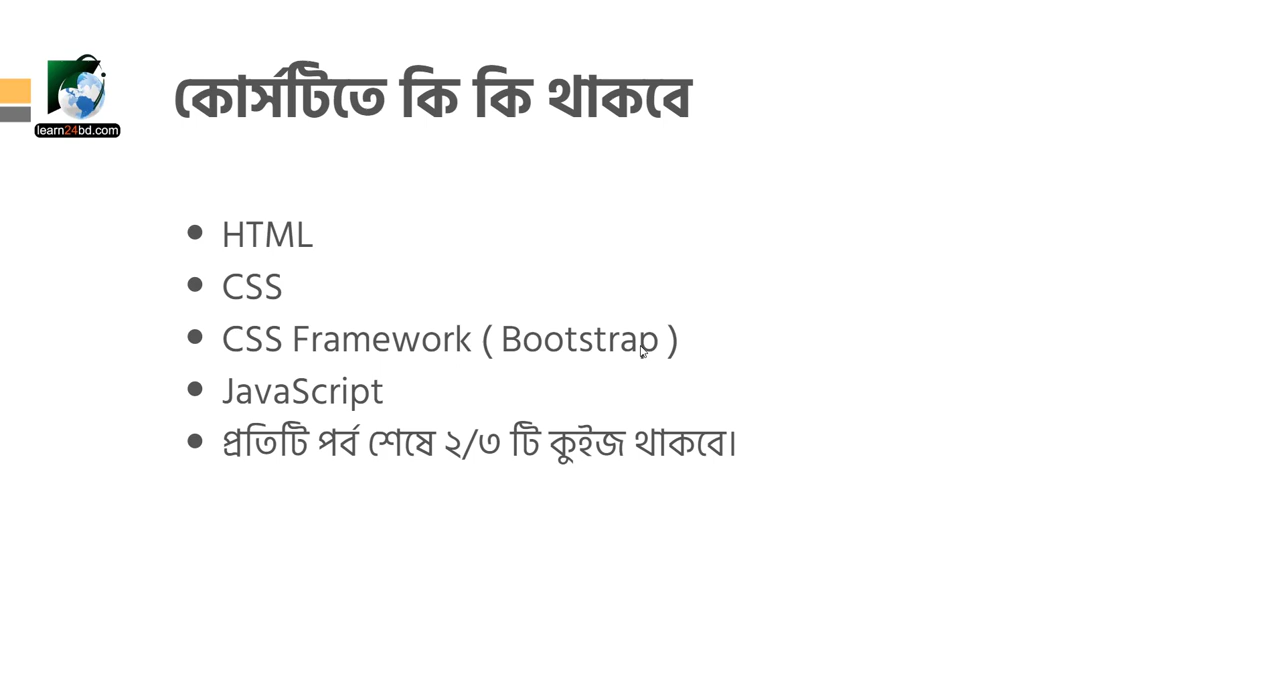 learn24bd.com
কোর্সটিতে কি কি থাকবে
HTML
CSS
CSS Framework ( Bootstrap )
JavaScript
প্রতিটি পর্ব শেষে ২/৩ টি কুইজ থাকবে।